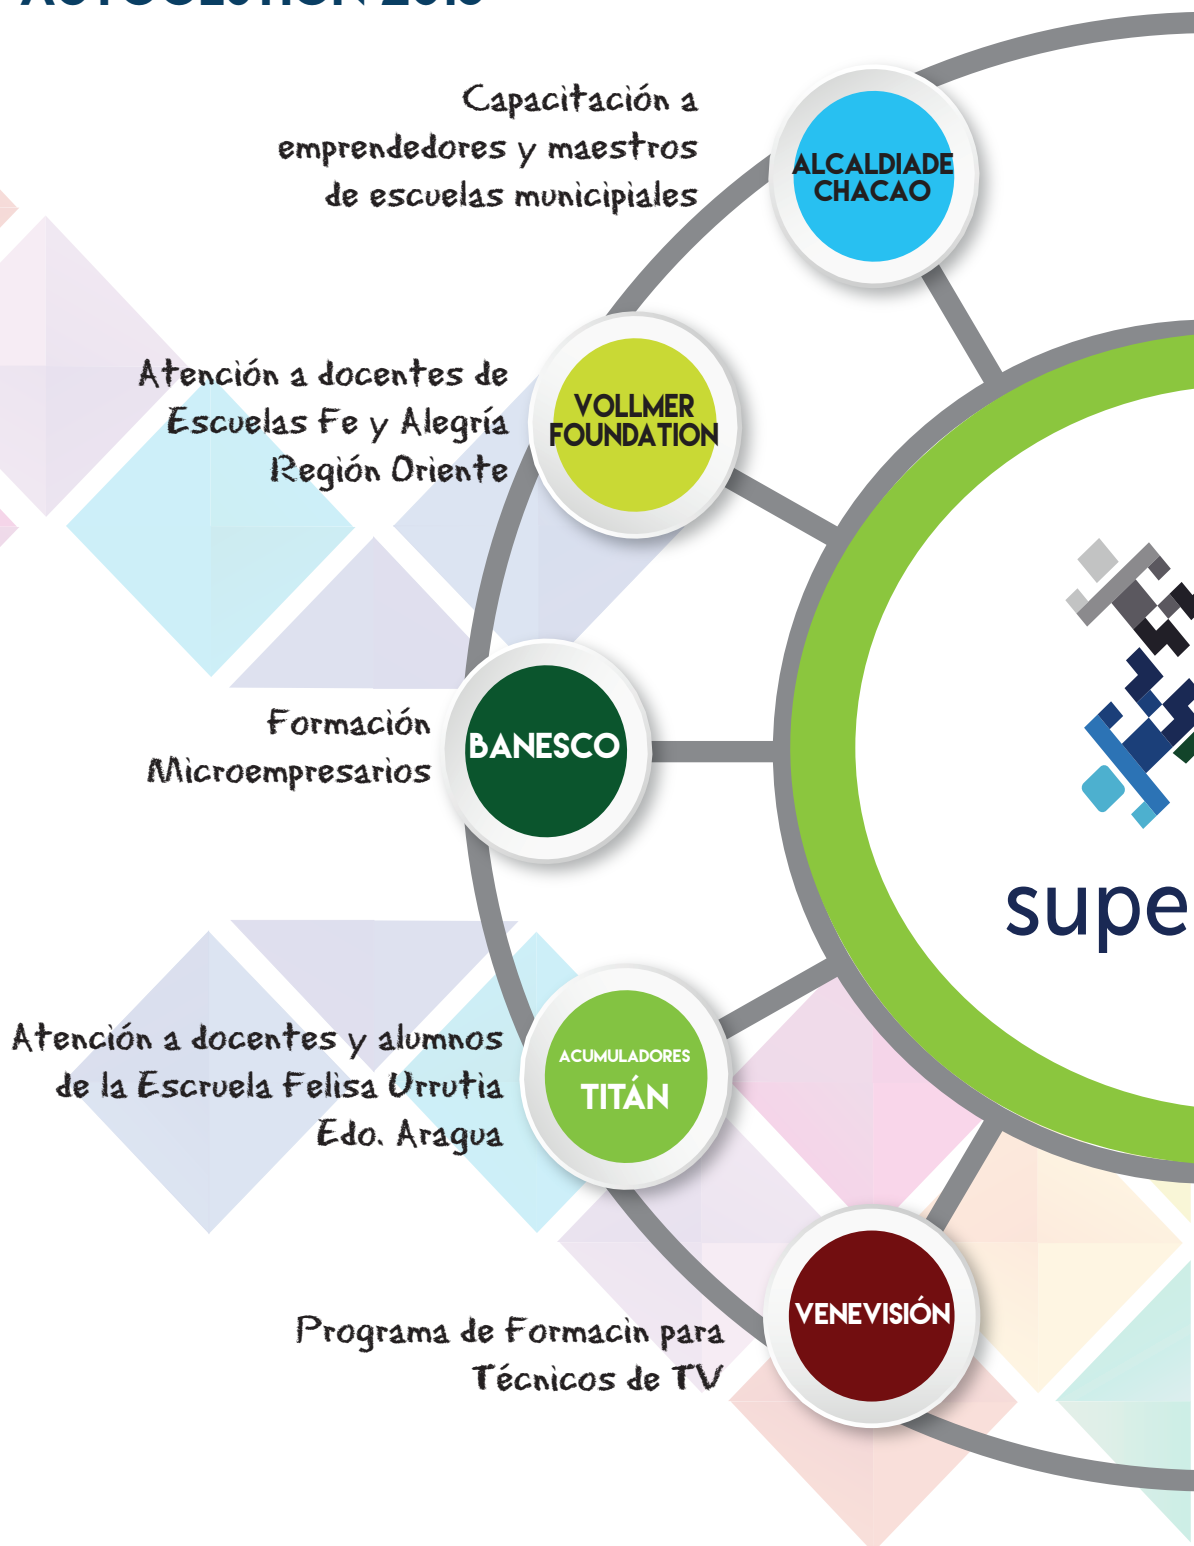 Capacitación a
emprendedores y maestros
de escuelas municipiales
ALCALDIADE
CHACAO
Atención a docentes de
Escuelas Fe y Alegría
Región Oriente
VOLLMER
FOUNDATION
Formación
Microempresarios
BANESCO
supe
Atención a docentes y alumnos
de la Escruela Felisa Urrutia
Edo. Aragua
ACUMULADORES
TITÁN
Programa de Formacin para
Técnicos de TV
VENEVISIÓN